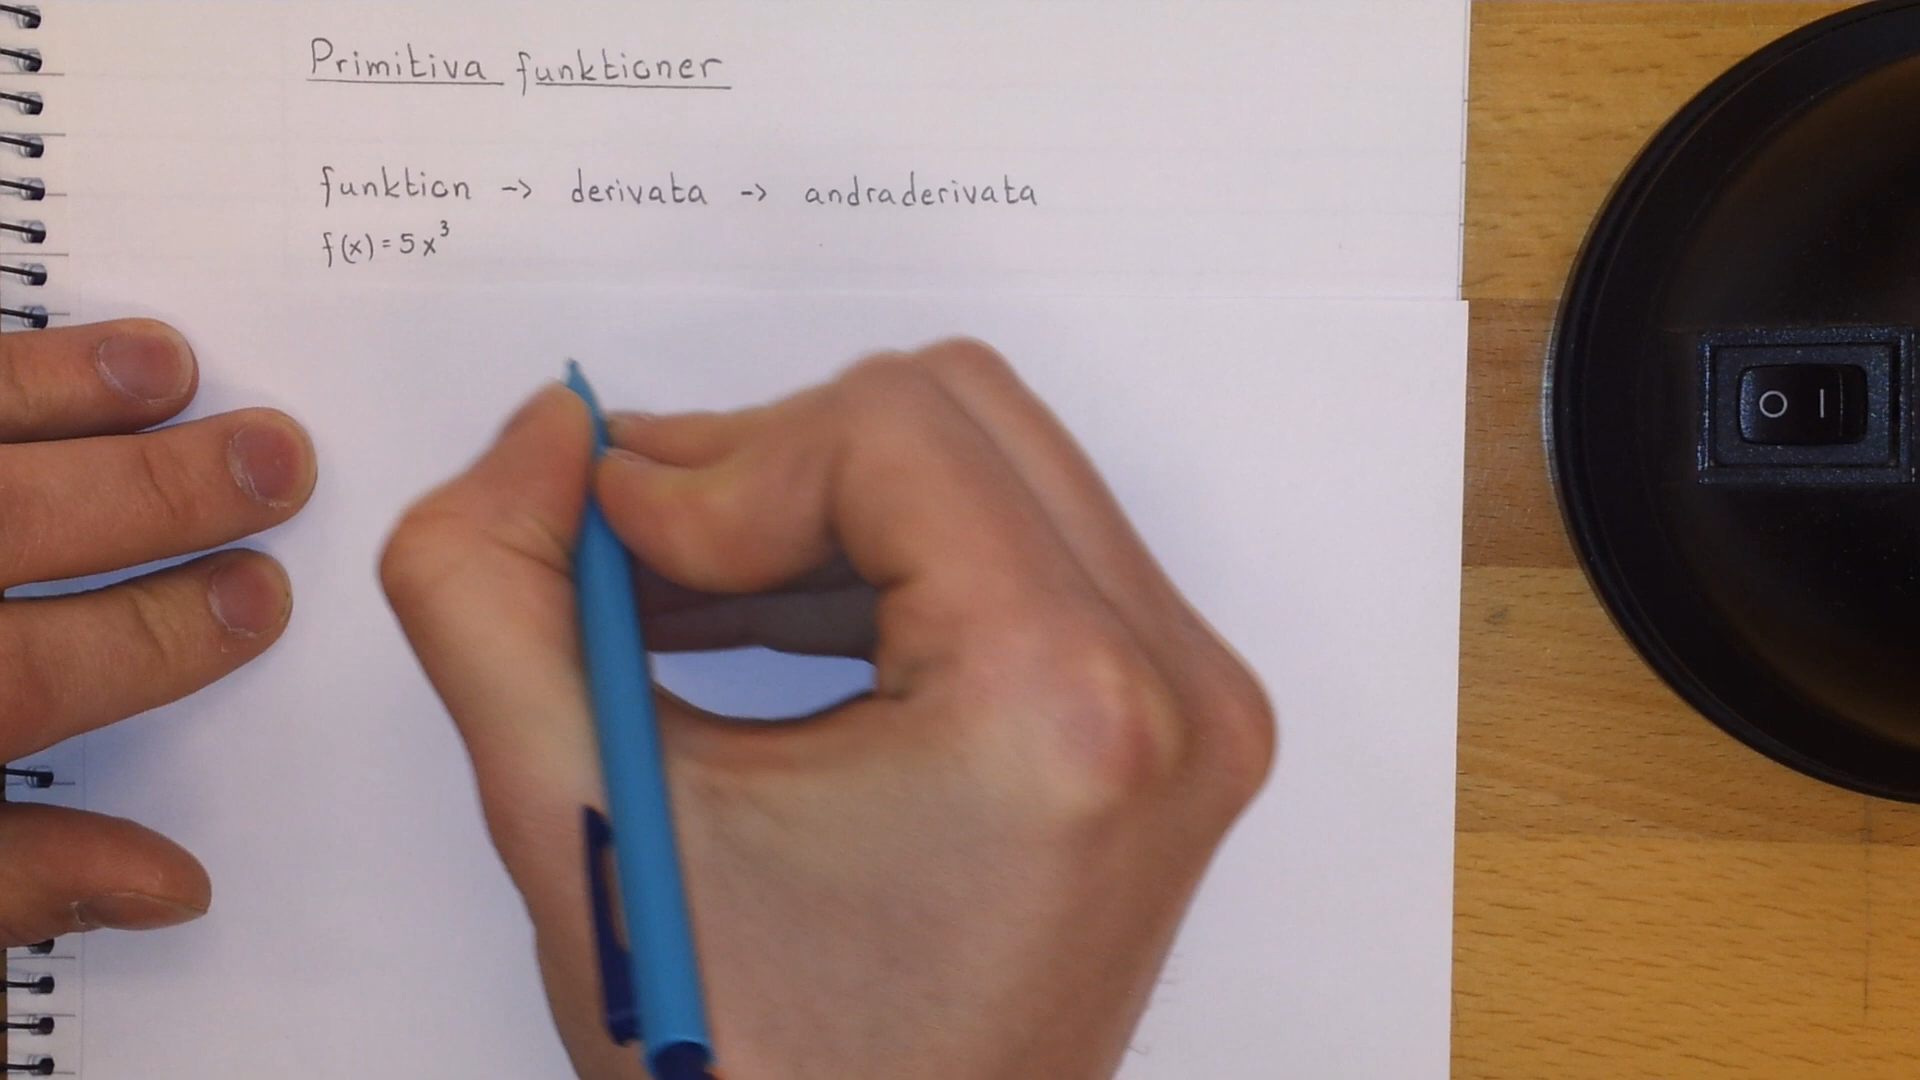 Primitiva funktioner
funktion -> derivata -> andraderivata
f(x) = 5x³
O I